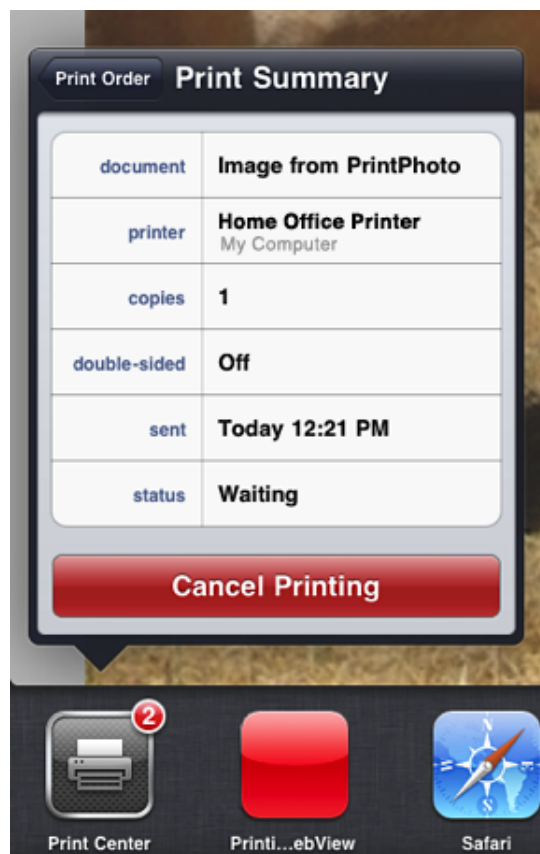 Print Order
Print Summary
document
Image from PrintPhoto
printer
Home Office Printer
My Computer
copies
1
double-sided
Off
sent
Today 12:21 PM
status
Waiting
Cancel Printing
2
N
S
Print Center
Printi...ebView
Safari